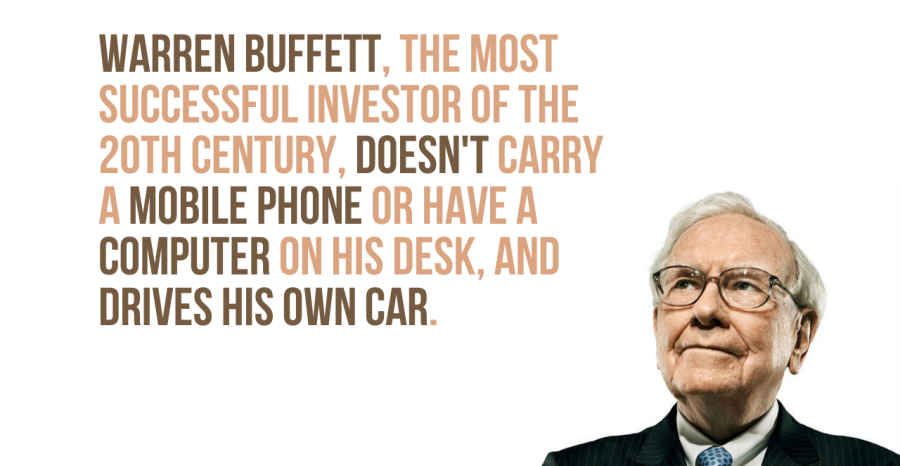 WARREN BUFFETT, THE MOST
SUCCESSFUL INVESTOR OF THE
20TH CENTURY, DOESN'T CARRY
A MOBILE PHONE OR HAVE A
COMPUTER ON HIS DESK, AND
DRIVES HIS OWN CAR.